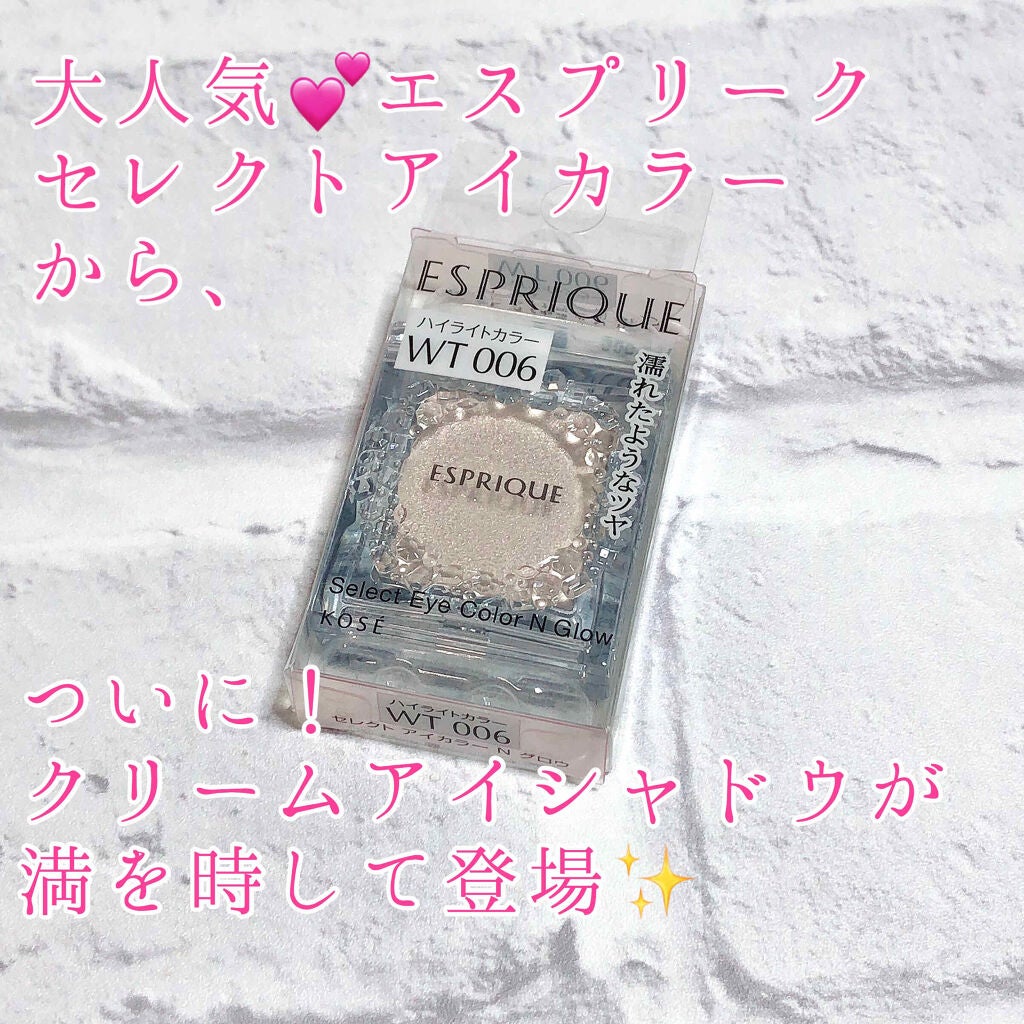 大人気💕エスプリーク
セレクトアイカラー
から、
WT 006
ESPRIQUE
ハイライトカラー
WT 006
濡れたようなツヤ
ESPRIQUE
Select Eye Color N Glow
KOSÉ
ハイライトカラー
WT 006
セレクト アイカラー N グロウ
ついに！
クリームアイシャドウが
満を時して登場✨